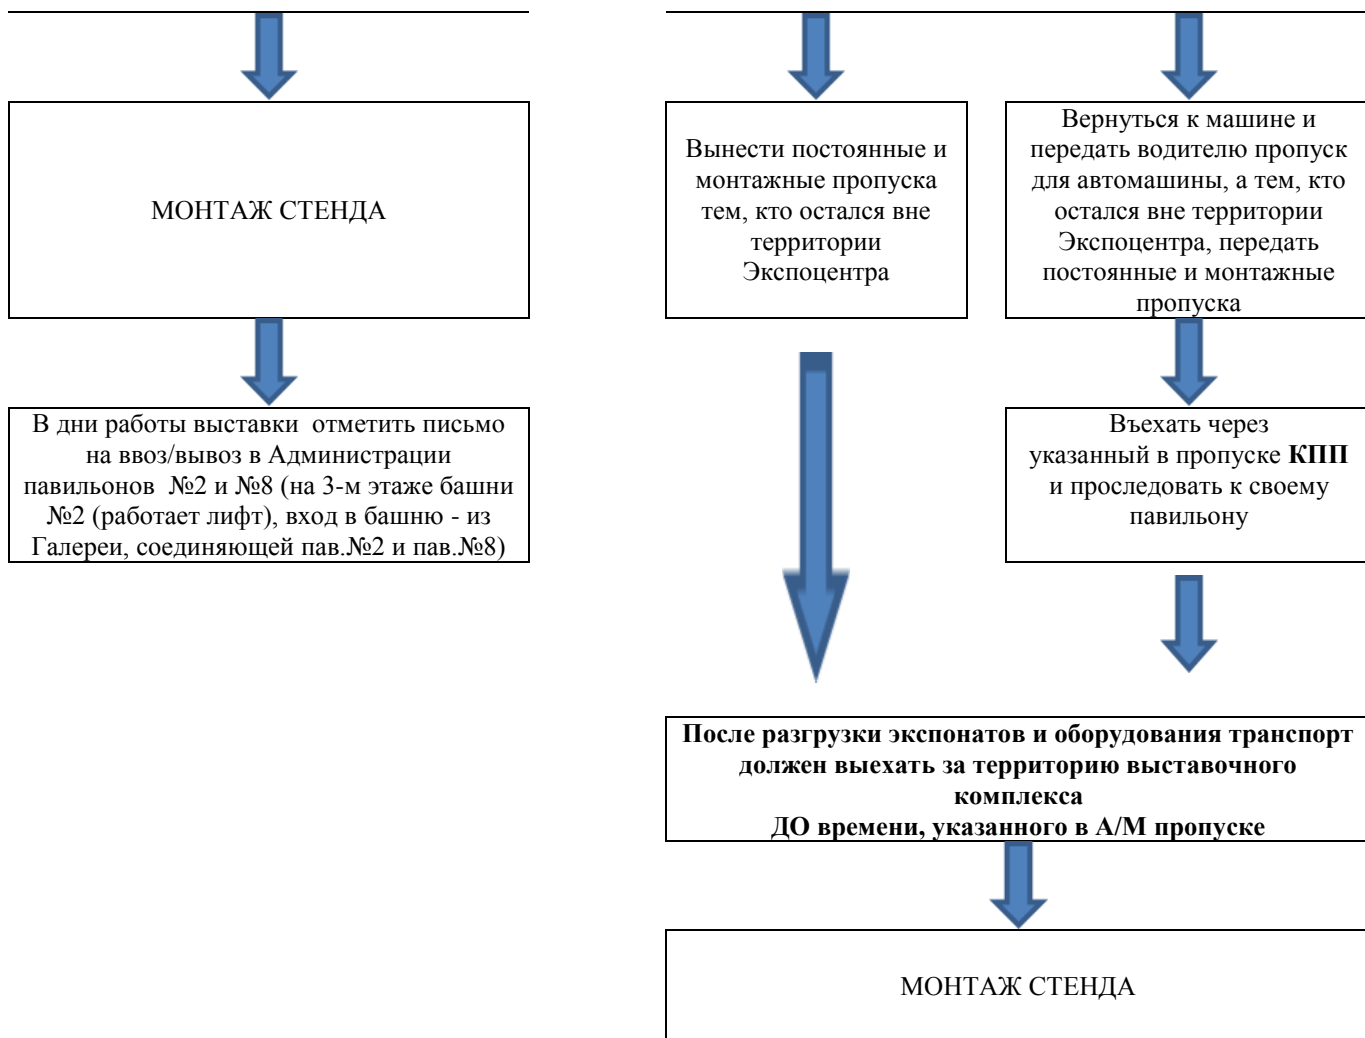 МОНТАЖ СТЕНДА
Вынести постоянные и
монтажные пропуска
тем, кто остался вне
территории
Экспоцентра
Вернуться к машине и
передать водителю пропуск
для автомашины, а тем, кто
остался вне территории
Экспоцентра, передать
постоянные и монтажные
пропуска
В дни работы выставки  отметить письмо
на ввоз/вывоз в Администрации
павильонов  №2 и №8 (на 3-м этаже башни
№2 (работает лифт), вход в башню - из
Галереи, соединяющей пав.№2 и пав.№8)
Въехать через
указанный в пропуске КПП
и проследовать к своему
павильону
После разгрузки экспонатов и оборудования транспорт
должен выехать за территорию выставочного
комплекса
ДО времени, указанного в А/М пропуске
МОНТАЖ СТЕНДА